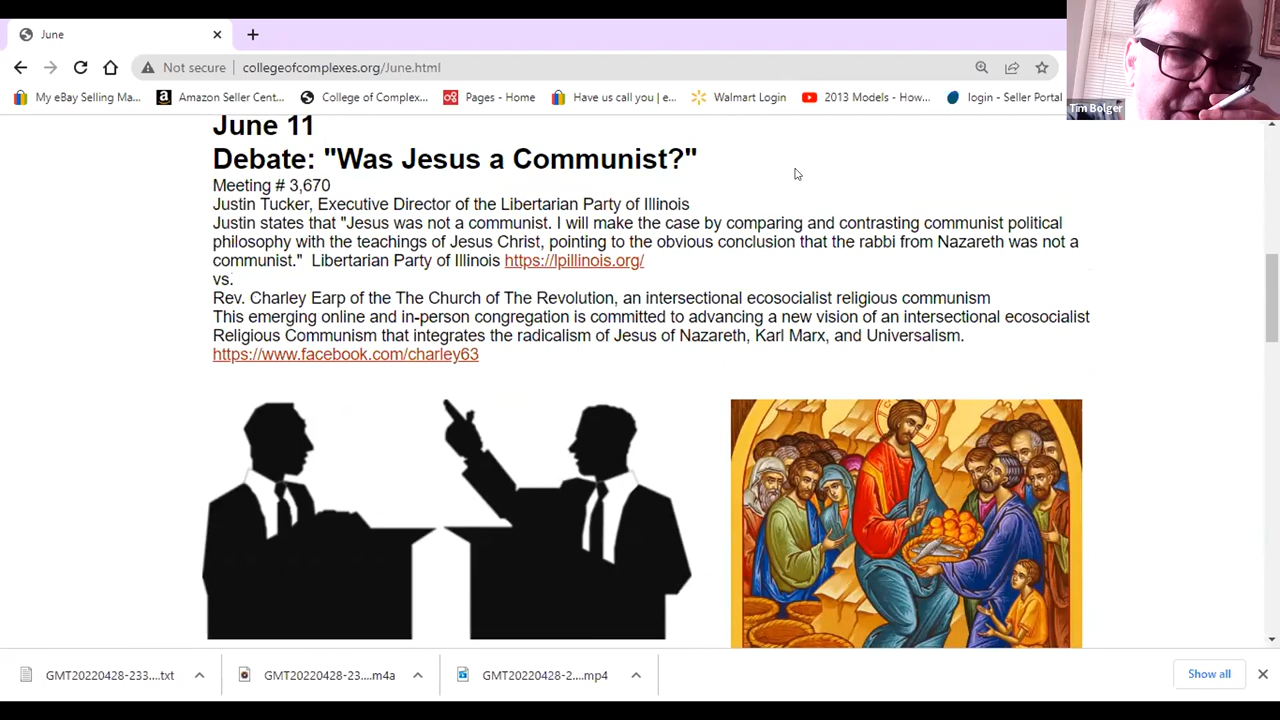 June
Not secure
collegeofcomplexes.org/June.html
My eBay Selling Ma...
Amazon Seller Cent...
College of
Pages
Home
have us call you
Walmart Login
Models - How...
login - Seller Portal
Tim Bolger
June 11
Debate: "Was Jesus a Communist?"
Meeting # 3,670
Justin Tucker, Executive Director of the Libertarian Party of Illinois
Justin states that "Jesus was not a communist. I will make the case by comparing and contrasting communist political
philosophy with the teachings of Jesus Christ, pointing to the obvious conclusion that the rabbi from Nazareth was not a
communist."  Libertarian Party of Illinois https://lpillinois.org/
vs.
Rev. Charley Earp of the The Church of The Revolution, an intersectional ecosocialist religious communism
This emerging online and in-person congregation is committed to advancing a new vision of an intersectional ecosocialist
Religious Communism that integrates the radicalism of Jesus of Nazareth, Karl Marx, and Universalism.
https://www.facebook.com/charley63
GMT20220428-233....txt
GMT20220428-23....m4a
GMT20220428-2....mp4
Show all